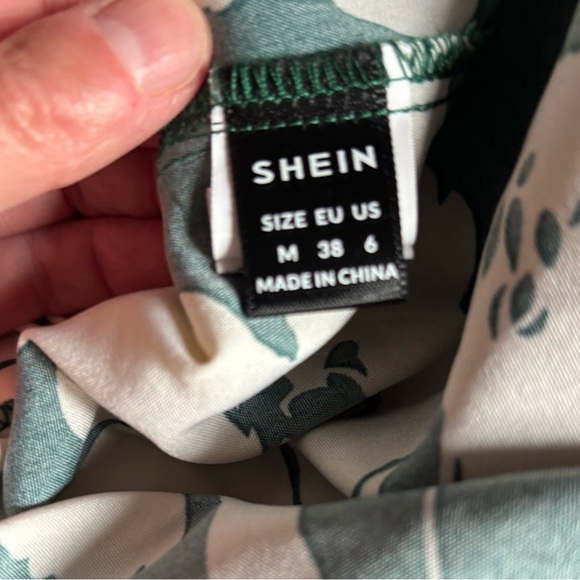 SHEIN
SIZE EU US
M 38 6
MADE IN CHINA